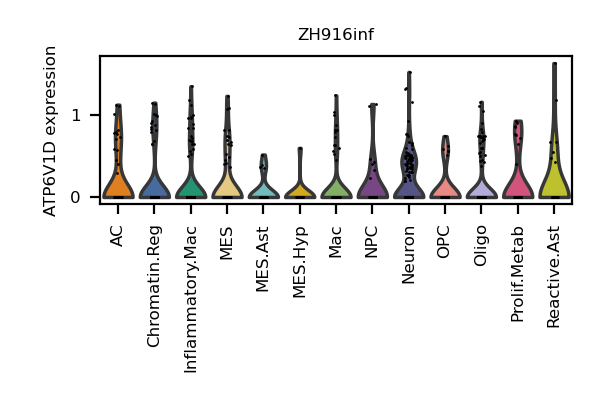 ZH916inf
ATP6V1D expression
1
0
AC
Chromatin.Reg
Inflammatory.Mac
MES
MES.Ast
MES.Hyp
Mac
NPC
Neuron
OPC
Oligo
Prolif.Metab
Reactive.Ast